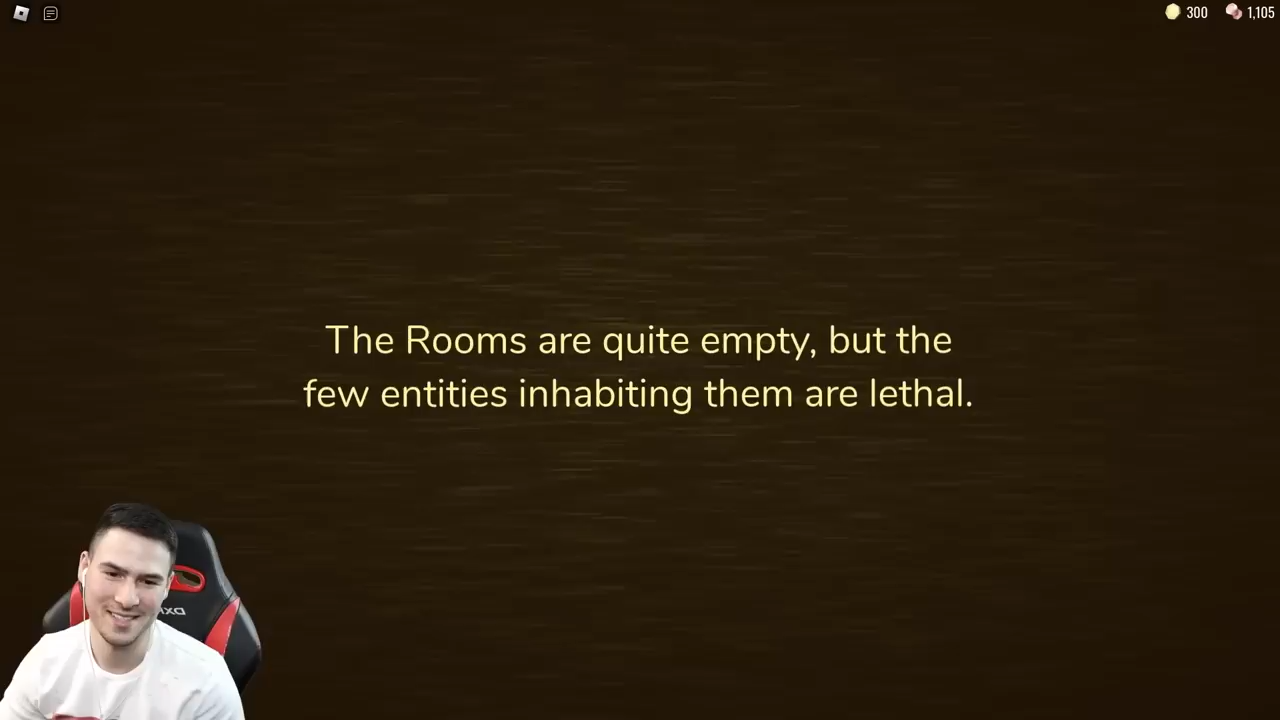 300
1,105
The Rooms are quite empty, but the
few entities inhabiting them are lethal.